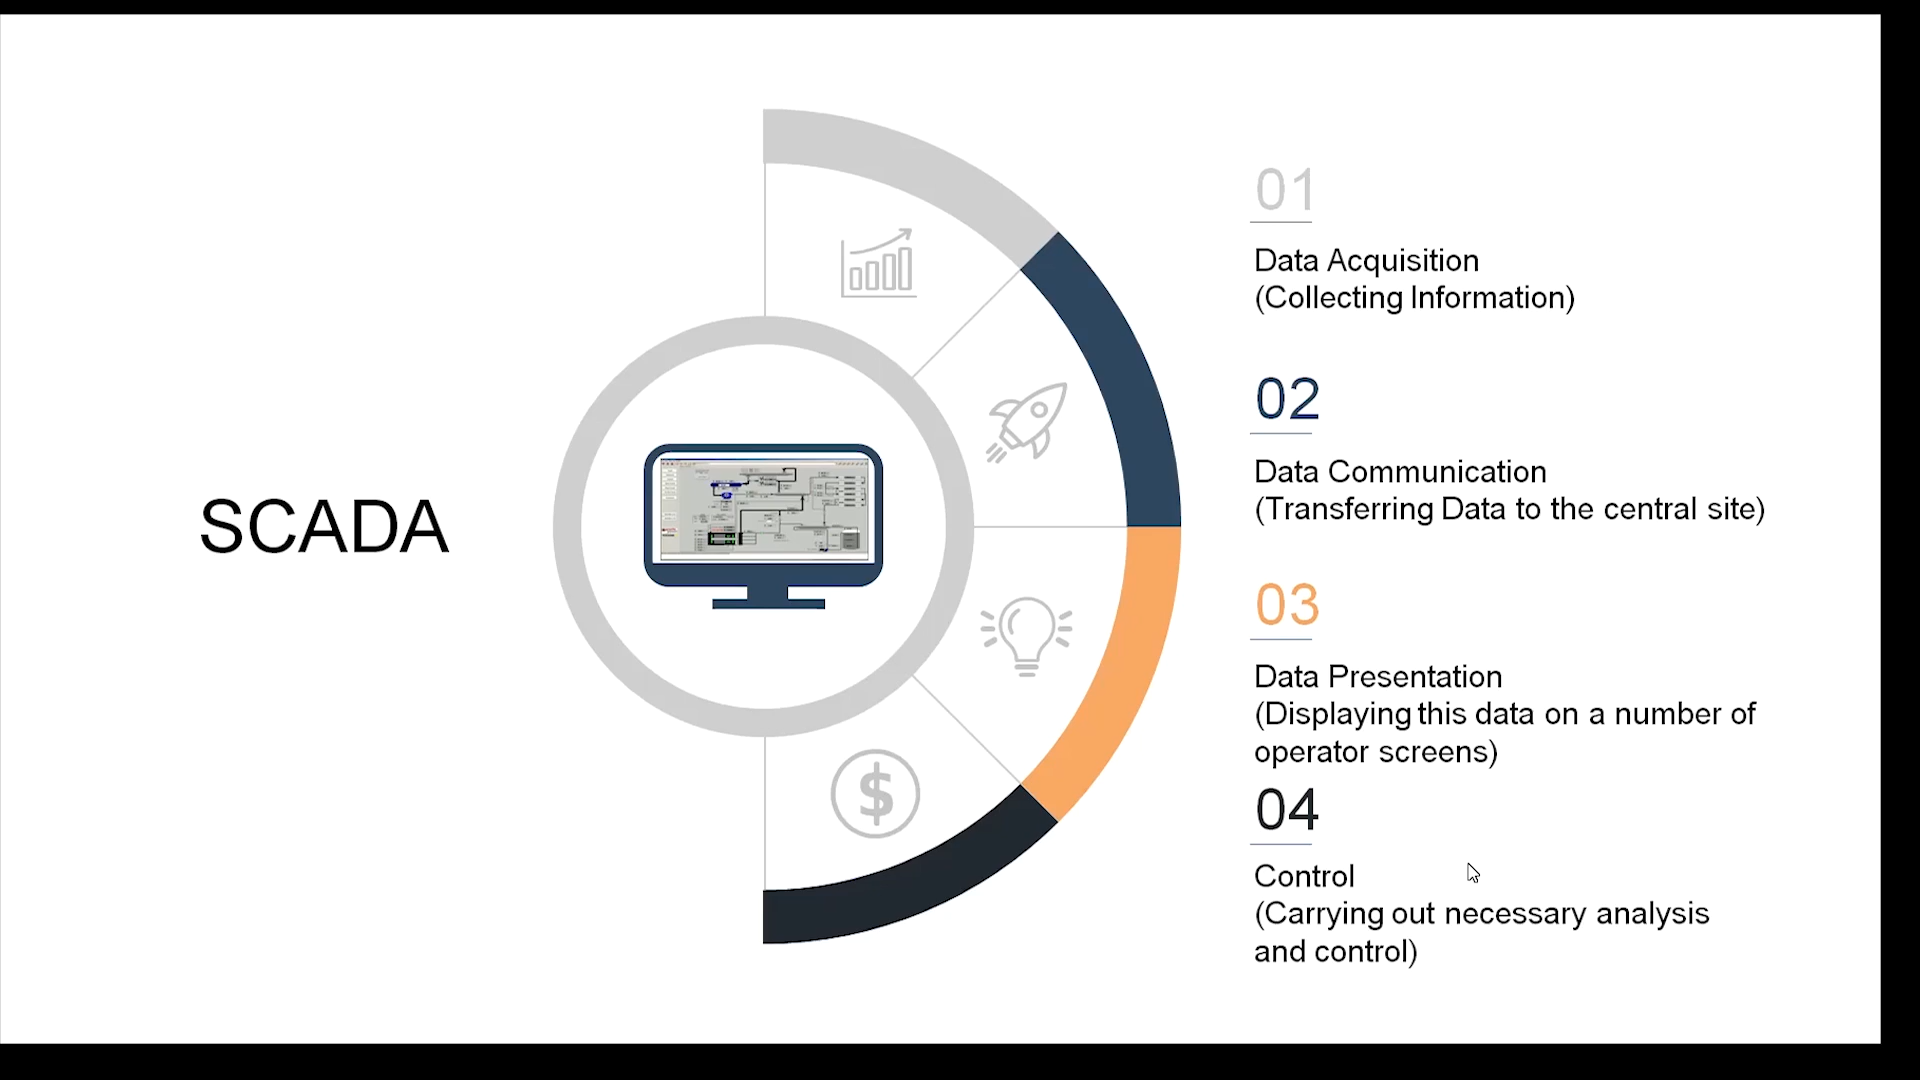 SCADA
01
Data Acquisition
(Collecting Information)
02
Data Communication
(Transferring Data to the central site)
03
Data Presentation
(Displaying this data on a number of
operator screens)
04
Control
(Carrying out necessary analysis
and control)
$